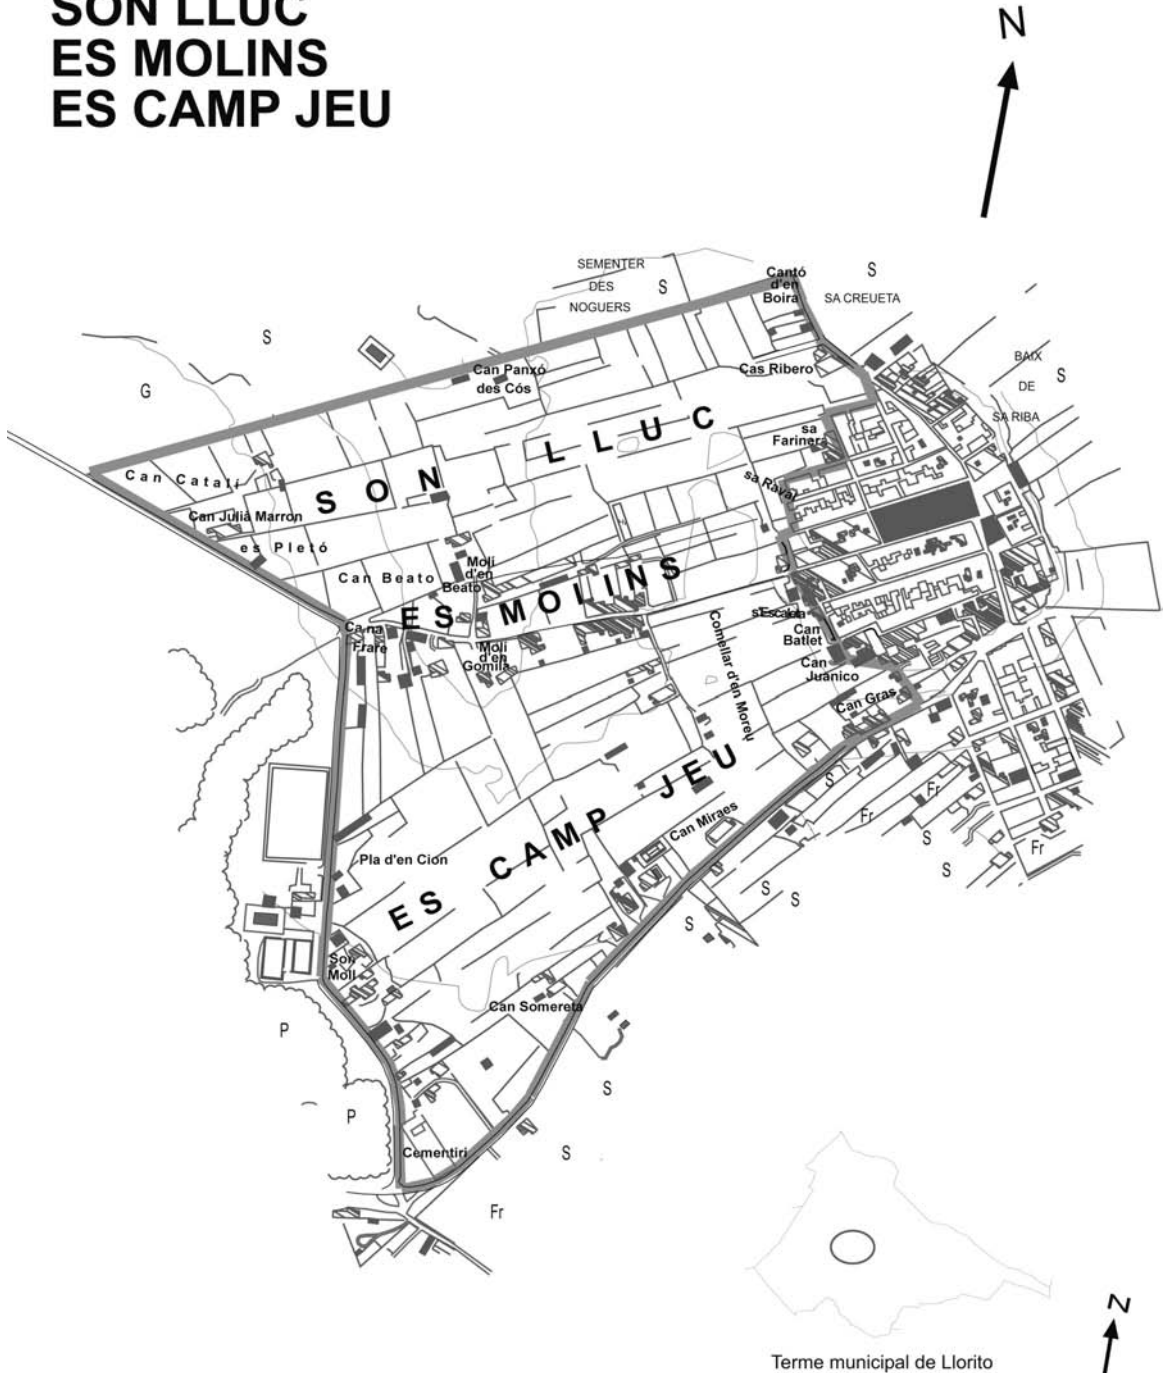 SON LLUC
ES MOLINS
ES CAMP JEU
N
SEMENTER
DES
NOGUERS
S
Cantó
d'en
Boira
S
SA CREUETA
S
G
Can Panxó
des Cós
Cas Ribero
BAIX
DE
SA RIBA
S
sa
Farinera
SON LLUC
Can Catalí
sa Raval
Can Julià Marron
es Pletó
Can Beato
Molí
d'en
Beato
ES MOLINS
Ca na
Frare
Molí
d'en
Gomila
s'Escaleta
Can
Batlet
Can
Juanico
Comellar d'en Moreu
Can Gras
ES CAMP JEU
S
Fr
Fr
S
Fr
S
Can Miraes
Pla d'en Cion
S
S
S
Son
Moll
Can Somereta
P
P
S
Cementiri
S
Fr
Terme municipal de Llorito
N